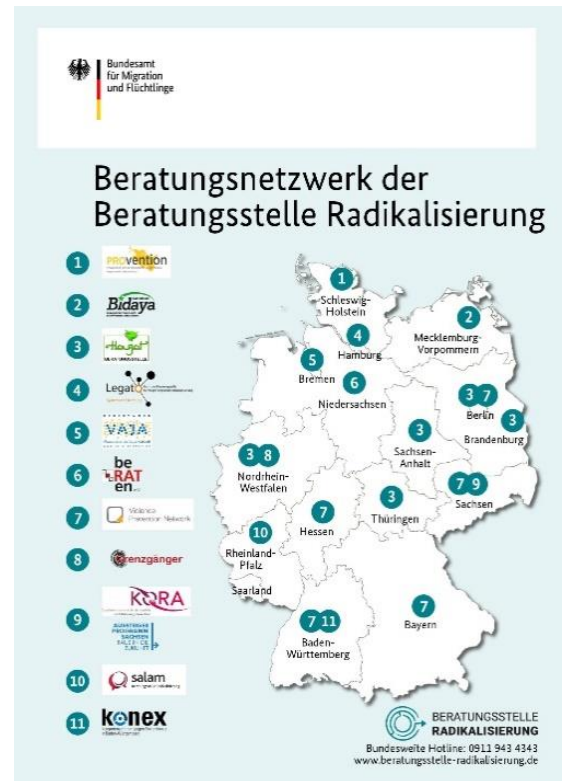 Bundesamt
für Migration
und Flüchtlinge
Beratungsnetzwerk der
Beratungsstelle Radikalisierung
1
PROvention
2
Bidaya
3
Hayat
4
Legato
5
VAJA
6
be
RAT
en
7
Violence
Prevention Network
8
Grenzgänger
9
KORA
AUSSTEIGER
PROGRAMM
SACHSEN
10
salam
11
konex
1
Schleswig-
Holstein
2
Mecklenburg-
Vorpommern
4
Hamburg
5
Bremen
6
Niedersachsen
3 7
Berlin
3
Brandenburg
3
Sachsen-
Anhalt
3 8
Nordrhein-
Westfalen
7 9
Sachsen
3
Thüringen
7
Hessen
10
Rheinland-
Pfalz
Saarland
7 11
Baden-
Württemberg
7
Bayern
BERATUNGSSTELLE
RADIKALISIERUNG
Bundesweite Hotline: 0911 943 4343
www.beratungsstelle-radikalisierung.de